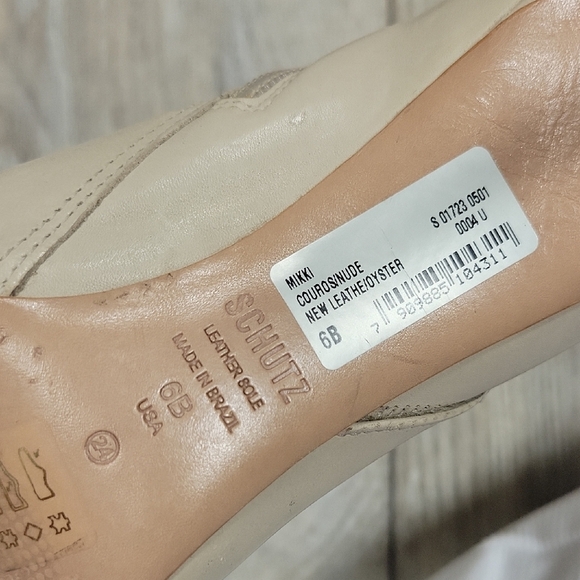 MIKKI
COUROS/NUDE
NEW LEATHE/OYSTER
6B
S 01723 0501
0004 U
7 909885 104311
SCHUTZ
LEATHER SOLE
MADE IN BRAZIL
6B
USA
2A